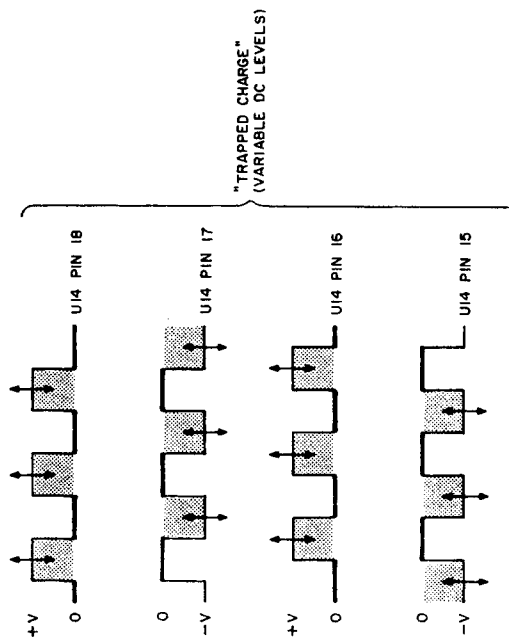 +V
0
U14 PIN 18
0
-V
U14 PIN 17
+V
0
U14 PIN 16
0
-V
U14 PIN 15
"TRAPPED CHARGE"
(VARIABLE DC LEVELS)